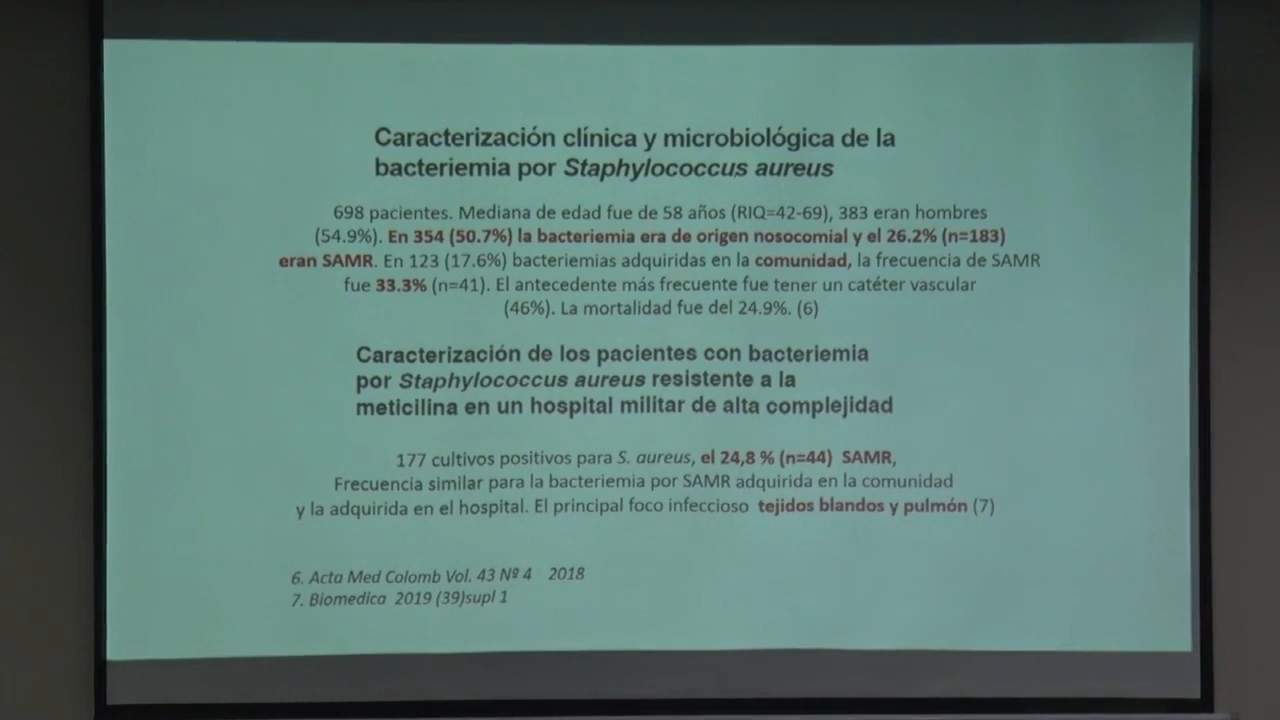 Caracterización clínica y microbiológica de la
bacteriemia por Staphylococcus aureus
698 pacientes. Mediana de edad fue de 58 años (RIQ=42-69), 383 eran hombres
(54.9%). En 354 (50.7%) la bacteriemia era de origen nosocomial y el 26.2% (n=183)
eran SAMR. En 123 (17.6%) bacteriemias adquiridas en la comunidad, la frecuencia de SAMR
fue 33.3% (n=41). El antecedente más frecuente fue tener un catéter vascular
(46%). La mortalidad fue del 24.9%. (6)
Caracterización de los pacientes con bacteriemia
por Staphylococcus aureus resistente a la
meticilina en un hospital militar de alta complejidad
177 cultivos positivos para S. aureus, el 24,8 % (n=44) SAMR,
Frecuencia similar para la bacteriemia por SAMR adquirida en la comunidad
y la adquirida en el hospital. El principal foco infeccioso tejidos blandos y pulmón (7)
6. Acta Med Colomb Vol. 43 Nº 4 2018
7. Biomedica 2019 (39)supl 1